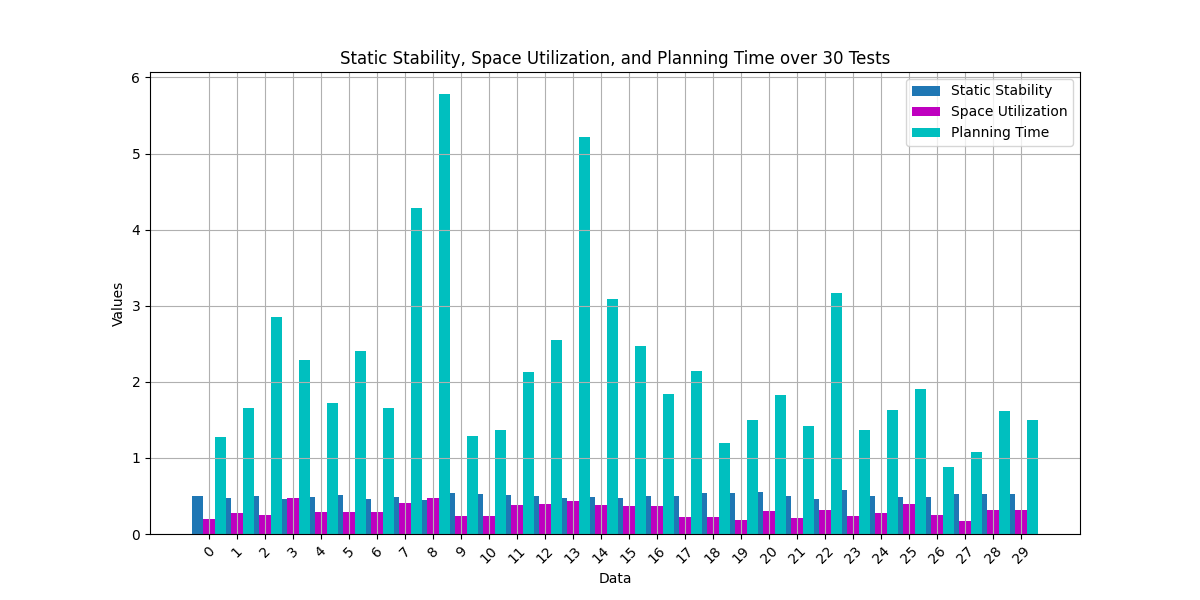 Static Stability, Space Utilization, and Planning Time over 30 Tests
Static Stability
Space Utilization
Planning Time
6
5
4
3
2
1
0
Values
0 1 2 3 4 5 6 7 8 9 10 11 12 13 14 15 16 17 18 19 20 21 22 23 24 25 26 27 28 29
Data